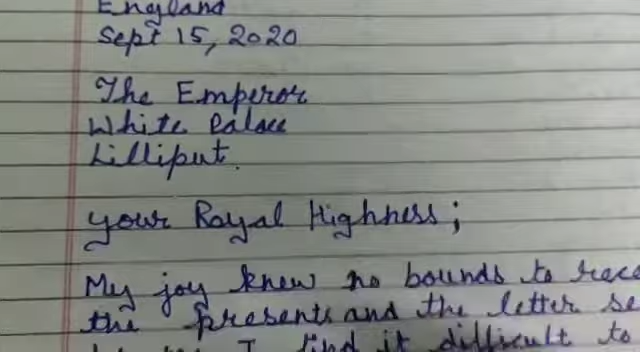 England
Sept 15, 2020
The Emperor
White Palace
Lilliput.
your Royal Highness;
My joy knew no bounds to
the presents and the letter
I find it difficult to